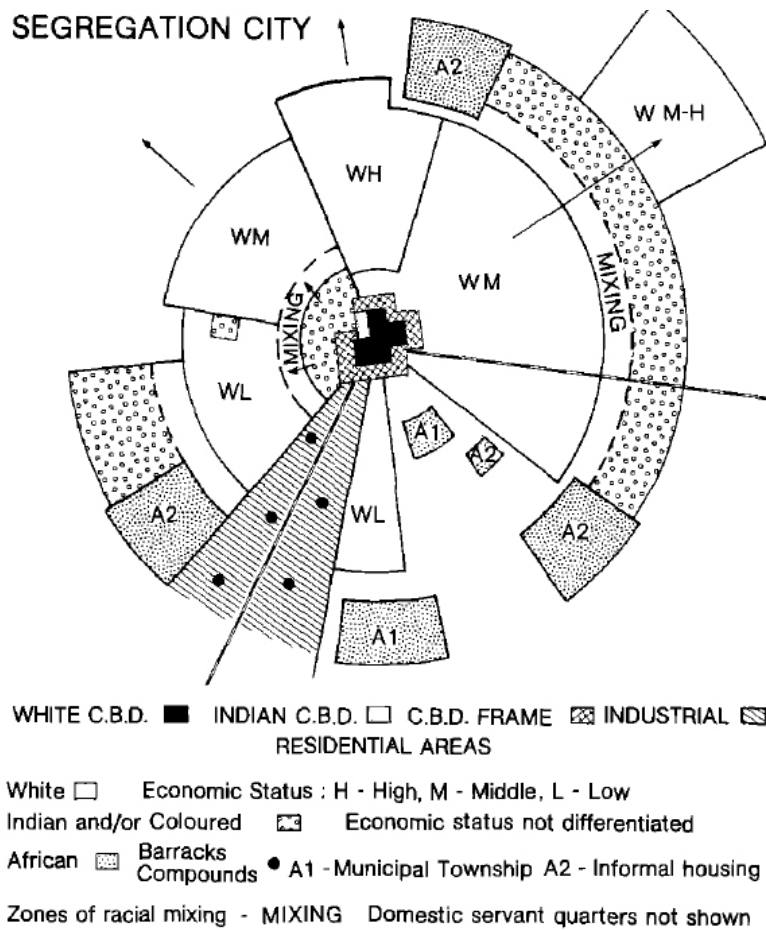 SEGREGATION CITY
A2
W M-H
WH
WM
WM
MIXING
MIXING
WL
A1
A2
A2
WL
A2
A1
WHITE C.B.D. INDIAN C.B.D. C.B.D. FRAME INDUSTRIAL
RESIDENTIAL AREAS
White Economic Status : H - High, M - Middle, L - Low
Indian and/or Coloured Economic status not differentiated
African Barracks
Compounds A1 - Municipal Township A2 - Informal housing
Zones of racial mixing - MIXING Domestic servant quarters not shown